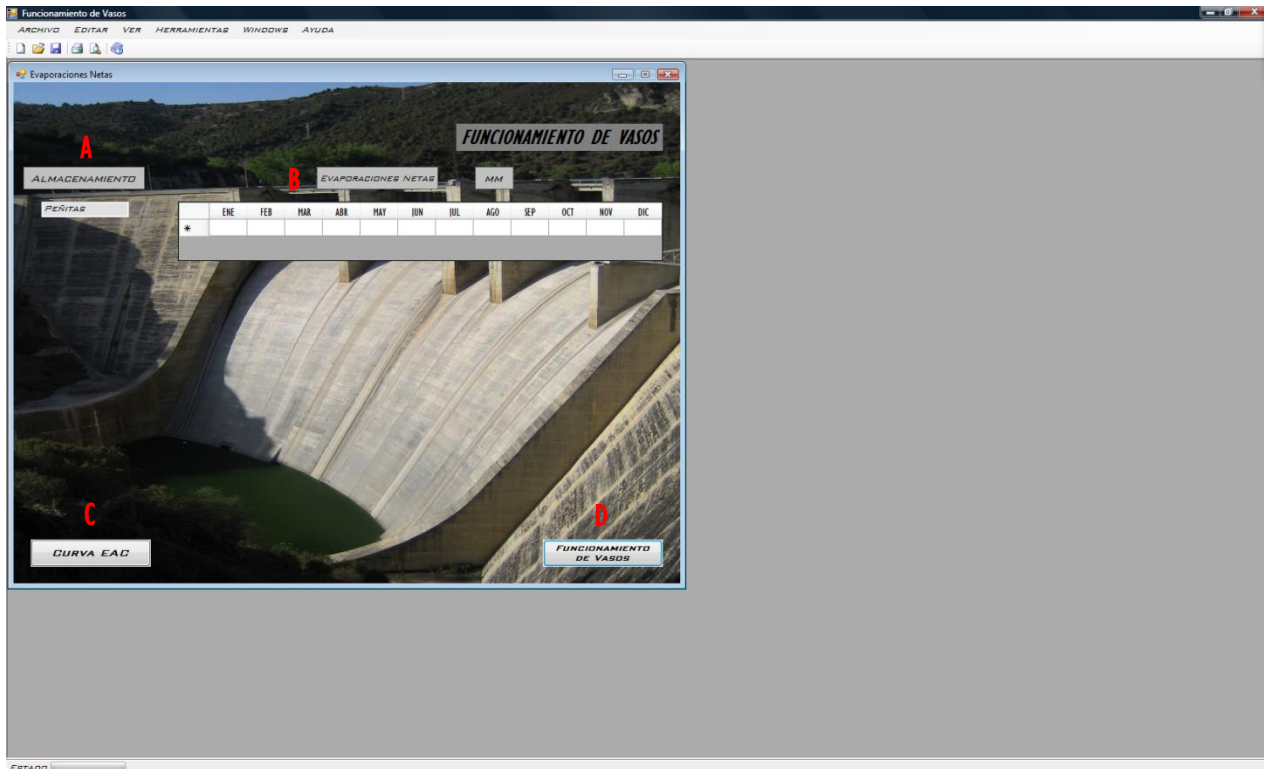 Funcionamiento de Vasos
ARCHIVO EDITAR VER HERRAMIENTAS WINDOWS AYUDA
Evaporaciones Netas
FUNCIONAMIENTO DE VASOS
A
ALMACENAMIENTO
B
EVAPORACIONES NETAS
MM
PEÑITAS
ENE FEB MAR ABR MAY JUN JUL AGO SEP OCT NOV DIC
*
C
D
CURVA EAC
FUNCIONAMIENTO
DE VASOS
ESTADO